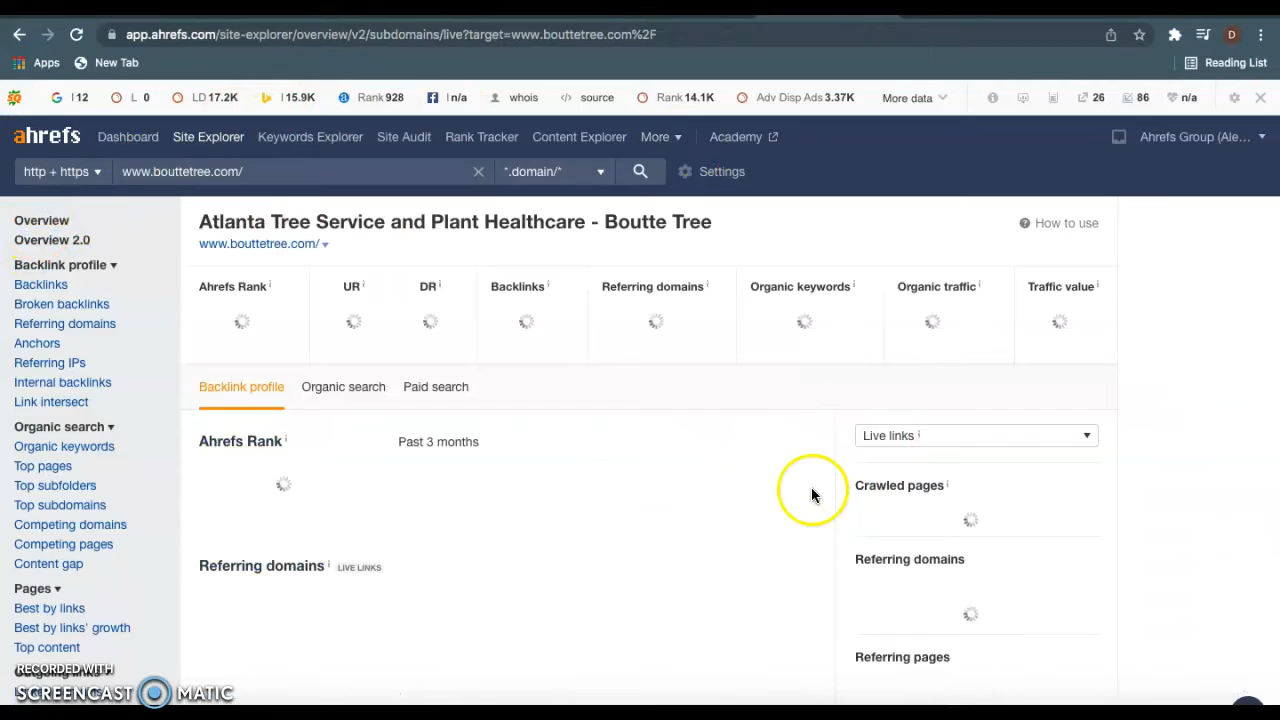 app.ahrefs.com/site-explorer/overview/v2/subdomains/live?target=www.bouttetree.com%2F
D
Apps
New Tab
Reading List
I 12
L 0
LD 17.2K
I 15.9K
Rank 928
n/a
whois
source
Rank 14.1K
Adv Disp Ads 3.37K
More data
26
86
n/a
ahrefs
Dashboard
Site Explorer
Keywords Explorer
Site Audit
Rank Tracker
Content Explorer
More
Academy
Ahrefs Group (Ale...
http + https
www.bouttetree.com/
*.domain/*
Settings
Overview
Overview 2.0
Backlink profile
Backlinks
Broken backlinks
Referring domains
Anchors
Referring IPs
Internal backlinks
Link intersect
Organic search
Organic keywords
Top pages
Top subfolders
Top subdomains
Competing domains
Competing pages
Content gap
Pages
Best by links
Best by links' growth
Top content
Outgoing links
RECORDED WITH
SCREENCAST MATIC
Atlanta Tree Service and Plant Healthcare - Boutte Tree
How to use
www.bouttetree.com/
Ahrefs Rank
UR
DR
Backlinks
Referring domains
Organic keywords
Organic traffic
Traffic value
Backlink profile
Organic search
Paid search
Ahrefs Rank
Past 3 months
Referring domains LIVE LINKS
Live links
Crawled pages
Referring domains
Referring pages